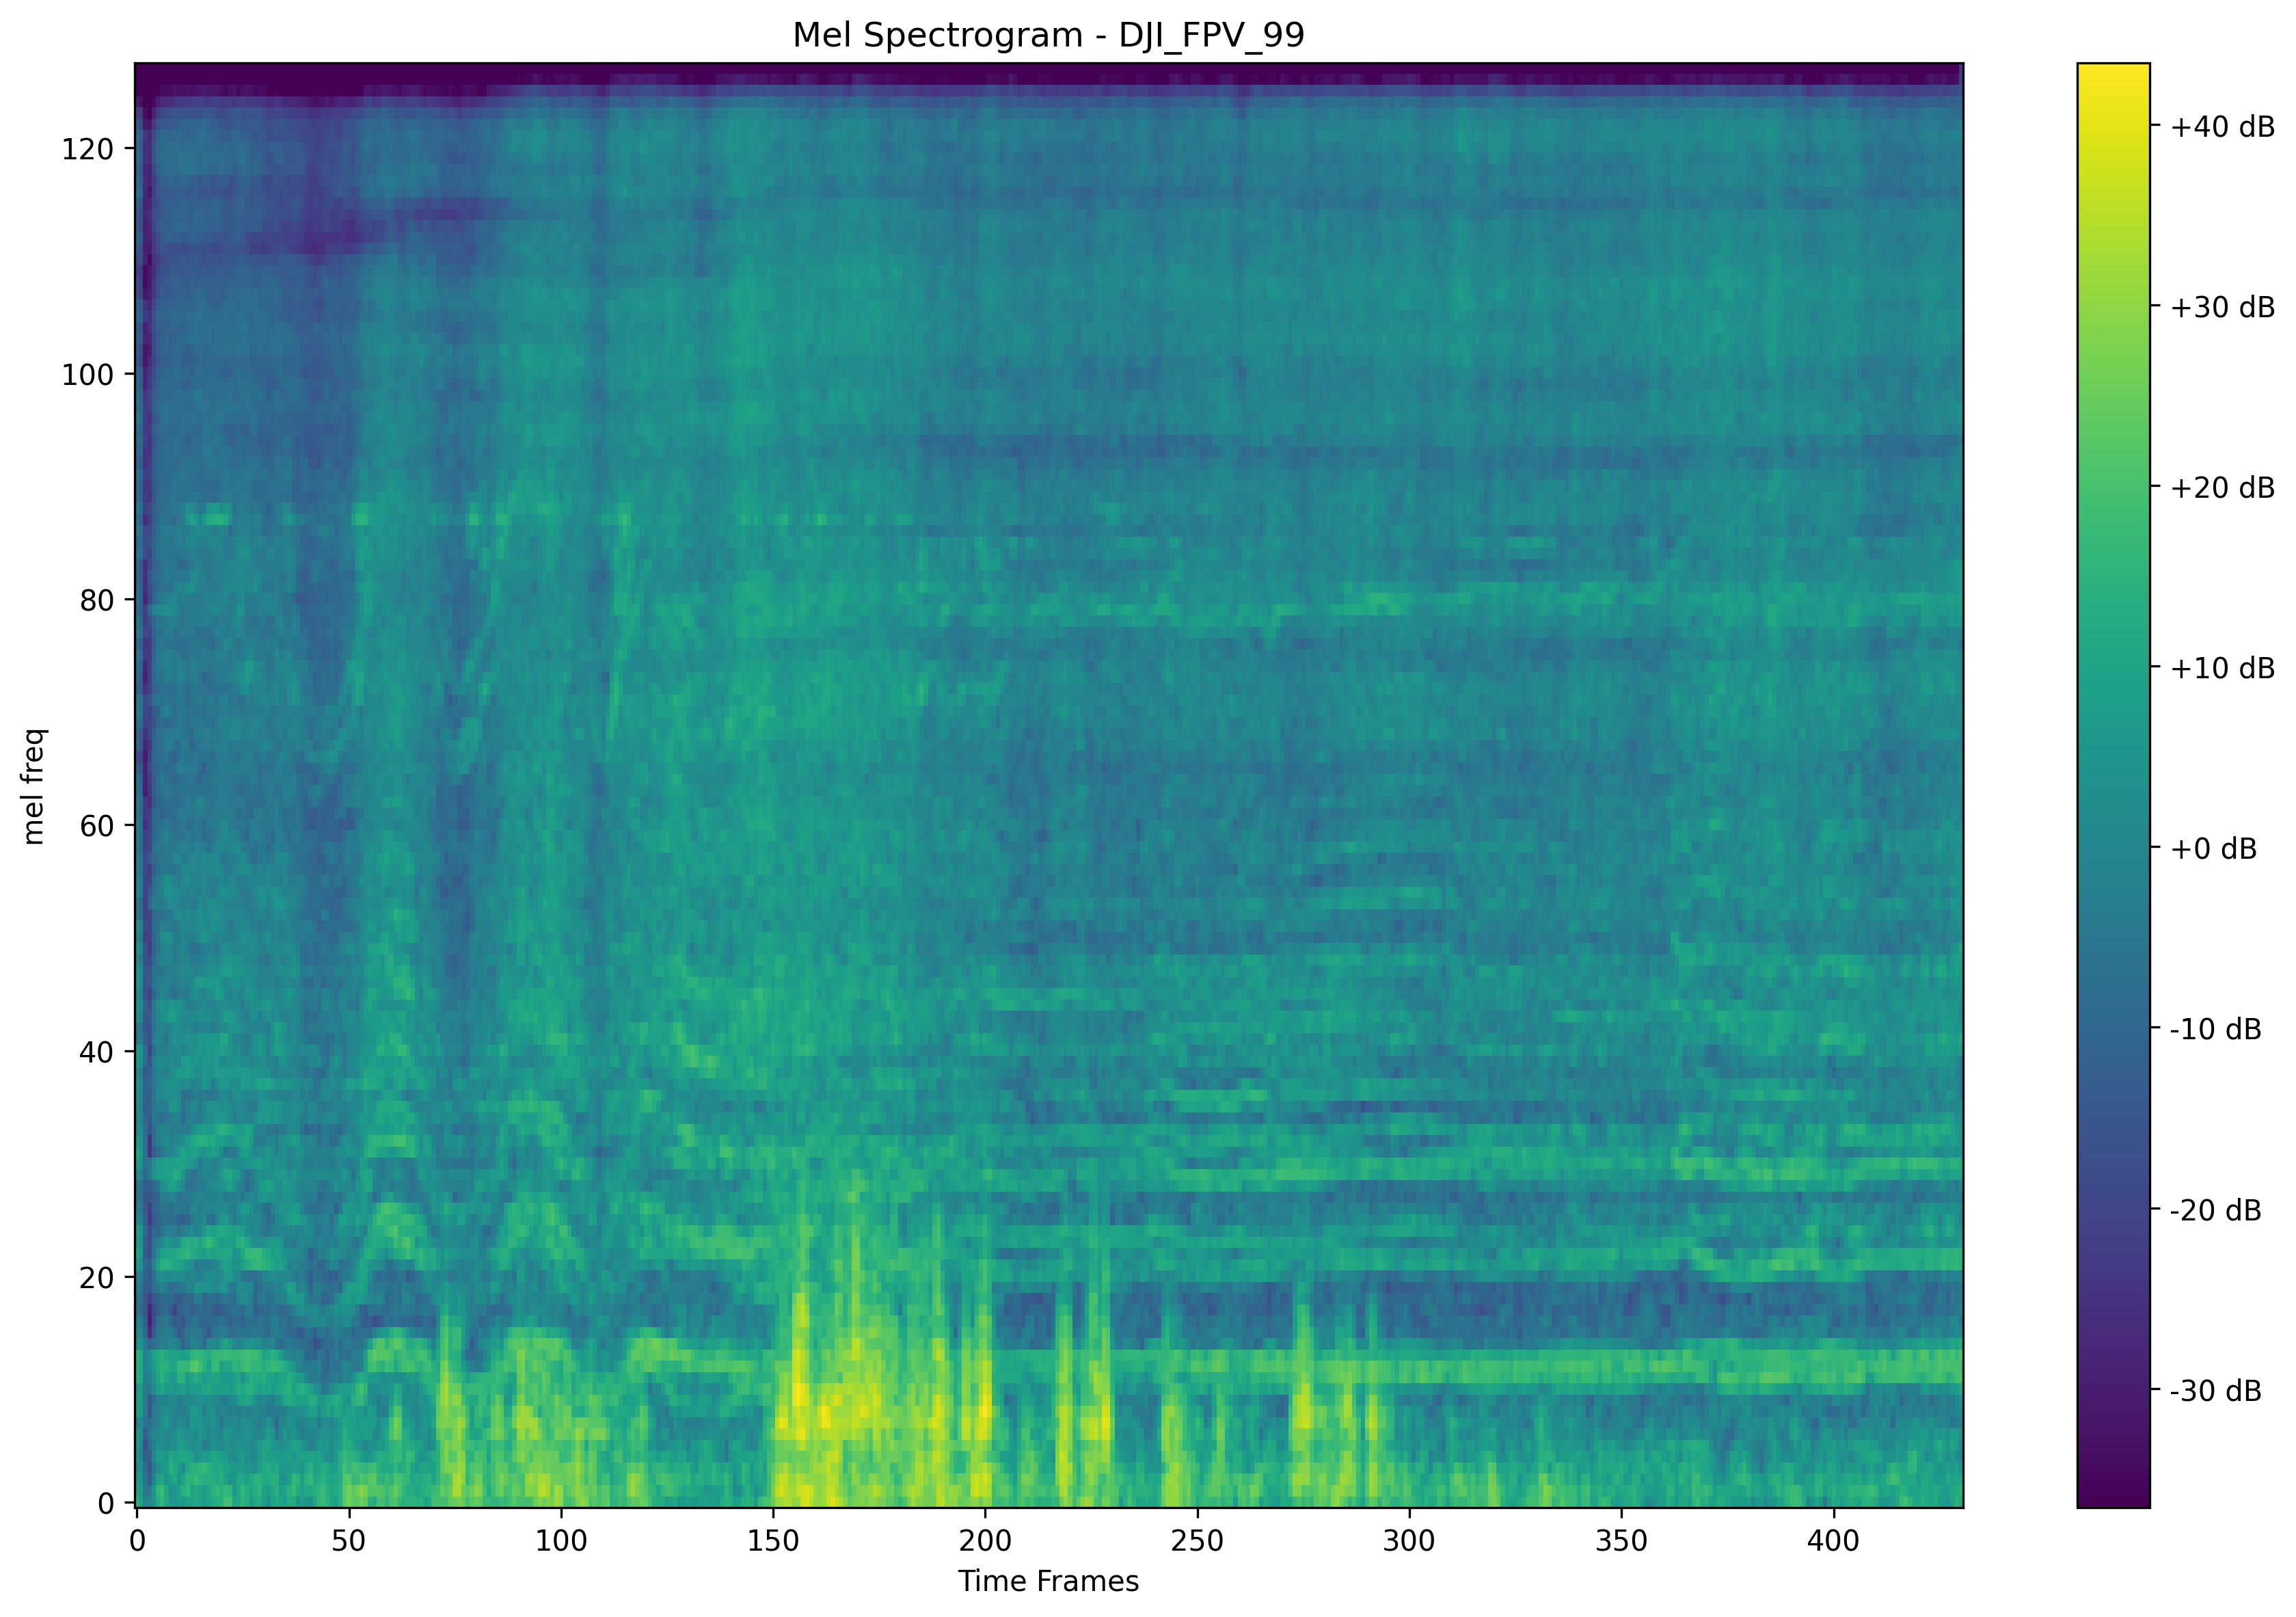 Mel Spectrogram - DJI_FPV_99
mel freq
120
100
80
60
40
20
0
0 50 100 150 200 250 300 350 400
Time Frames
+40 dB
+30 dB
+20 dB
+10 dB
+0 dB
-10 dB
-20 dB
-30 dB